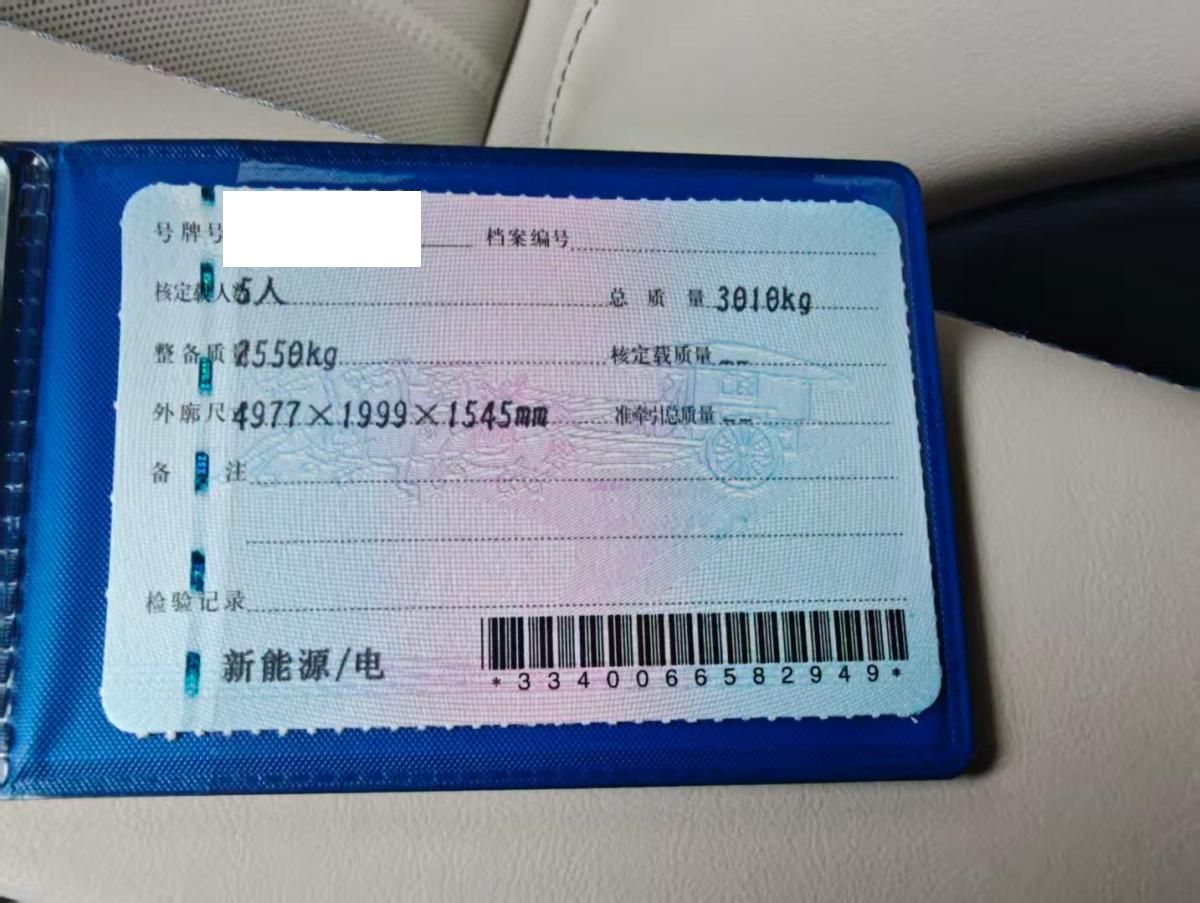 号牌号 档案编号
核定载人数 5人 总质量 3010kg
整备质量 2550kg 核定载质量 --
外廓尺寸 4977×1999×1545mm 准牵引总质量 --
备注
检验记录
新能源/电
*3340066582949*